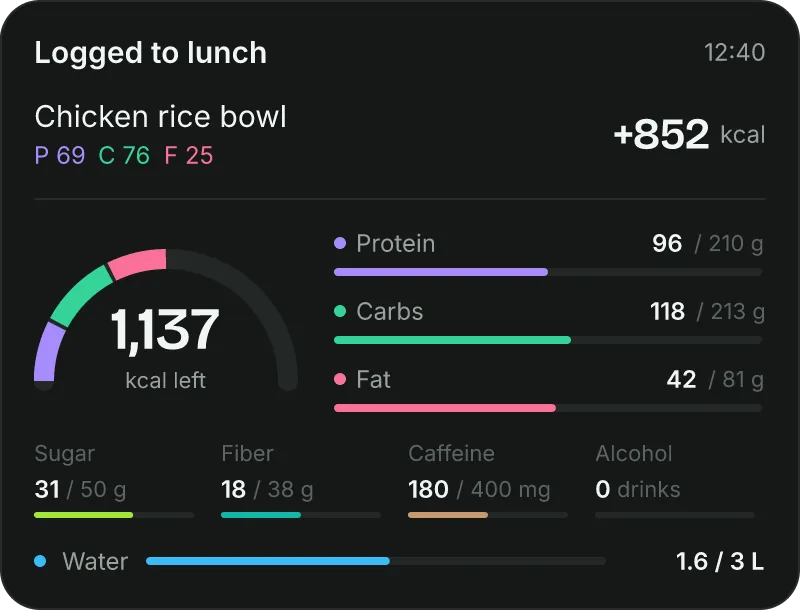 Logged to lunch 12:40
Chicken rice bowl
P 69 C 76 F 25
+852 kcal
1,137
kcal left
Protein 96 / 210 g
Carbs 118 / 213 g
Fat 42 / 81 g
Sugar
31 / 50 g
Fiber
18 / 38 g
Caffeine
180 / 400 mg
Alcohol
0 drinks
Water 1.6 / 3 L